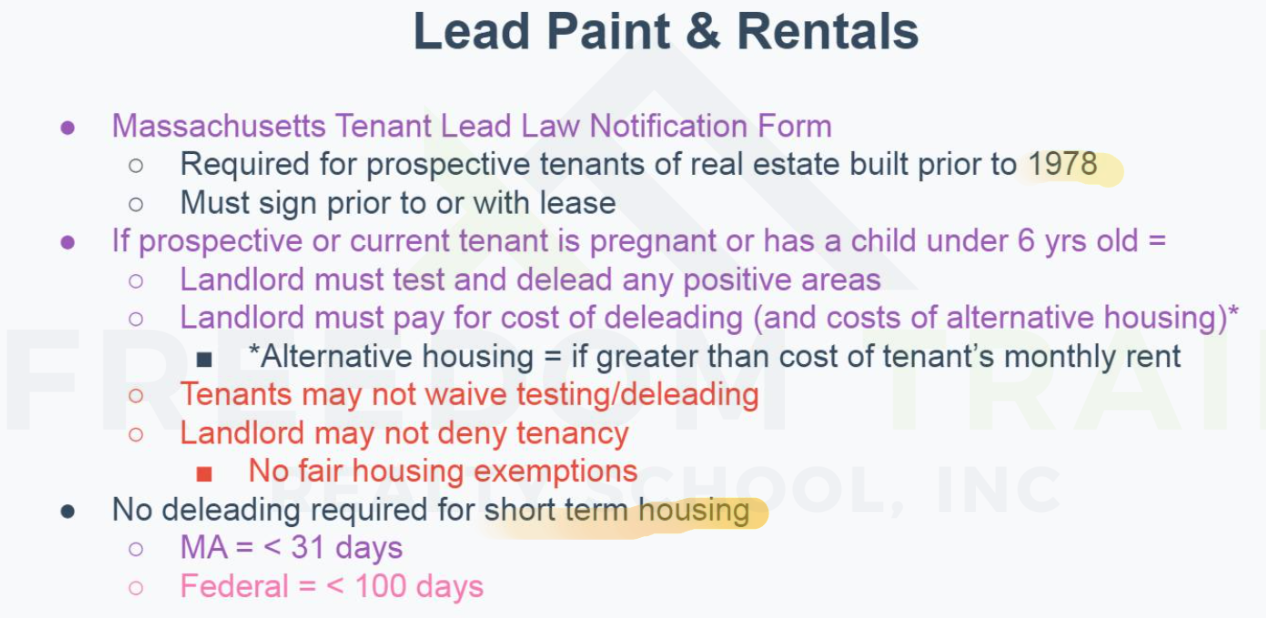 Lead Paint & Rentals
● Massachusetts Tenant Lead Law Notification Form
○ Required for prospective tenants of real estate built prior to 1978
○ Must sign prior to or with lease
● If prospective or current tenant is pregnant or has a child under 6 yrs old =
○ Landlord must test and delead any positive areas
○ Landlord must pay for cost of deleading (and costs of alternative housing)*
■ *Alternative housing = if greater than cost of tenant's monthly rent
○ Tenants may not waive testing/deleading
○ Landlord may not deny tenancy
■ No fair housing exemptions
● No deleading required for short term housing
○ MA = < 31 days
○ Federal = < 100 days
FREEDOM TRAI
REALTY SCHOOL, INC